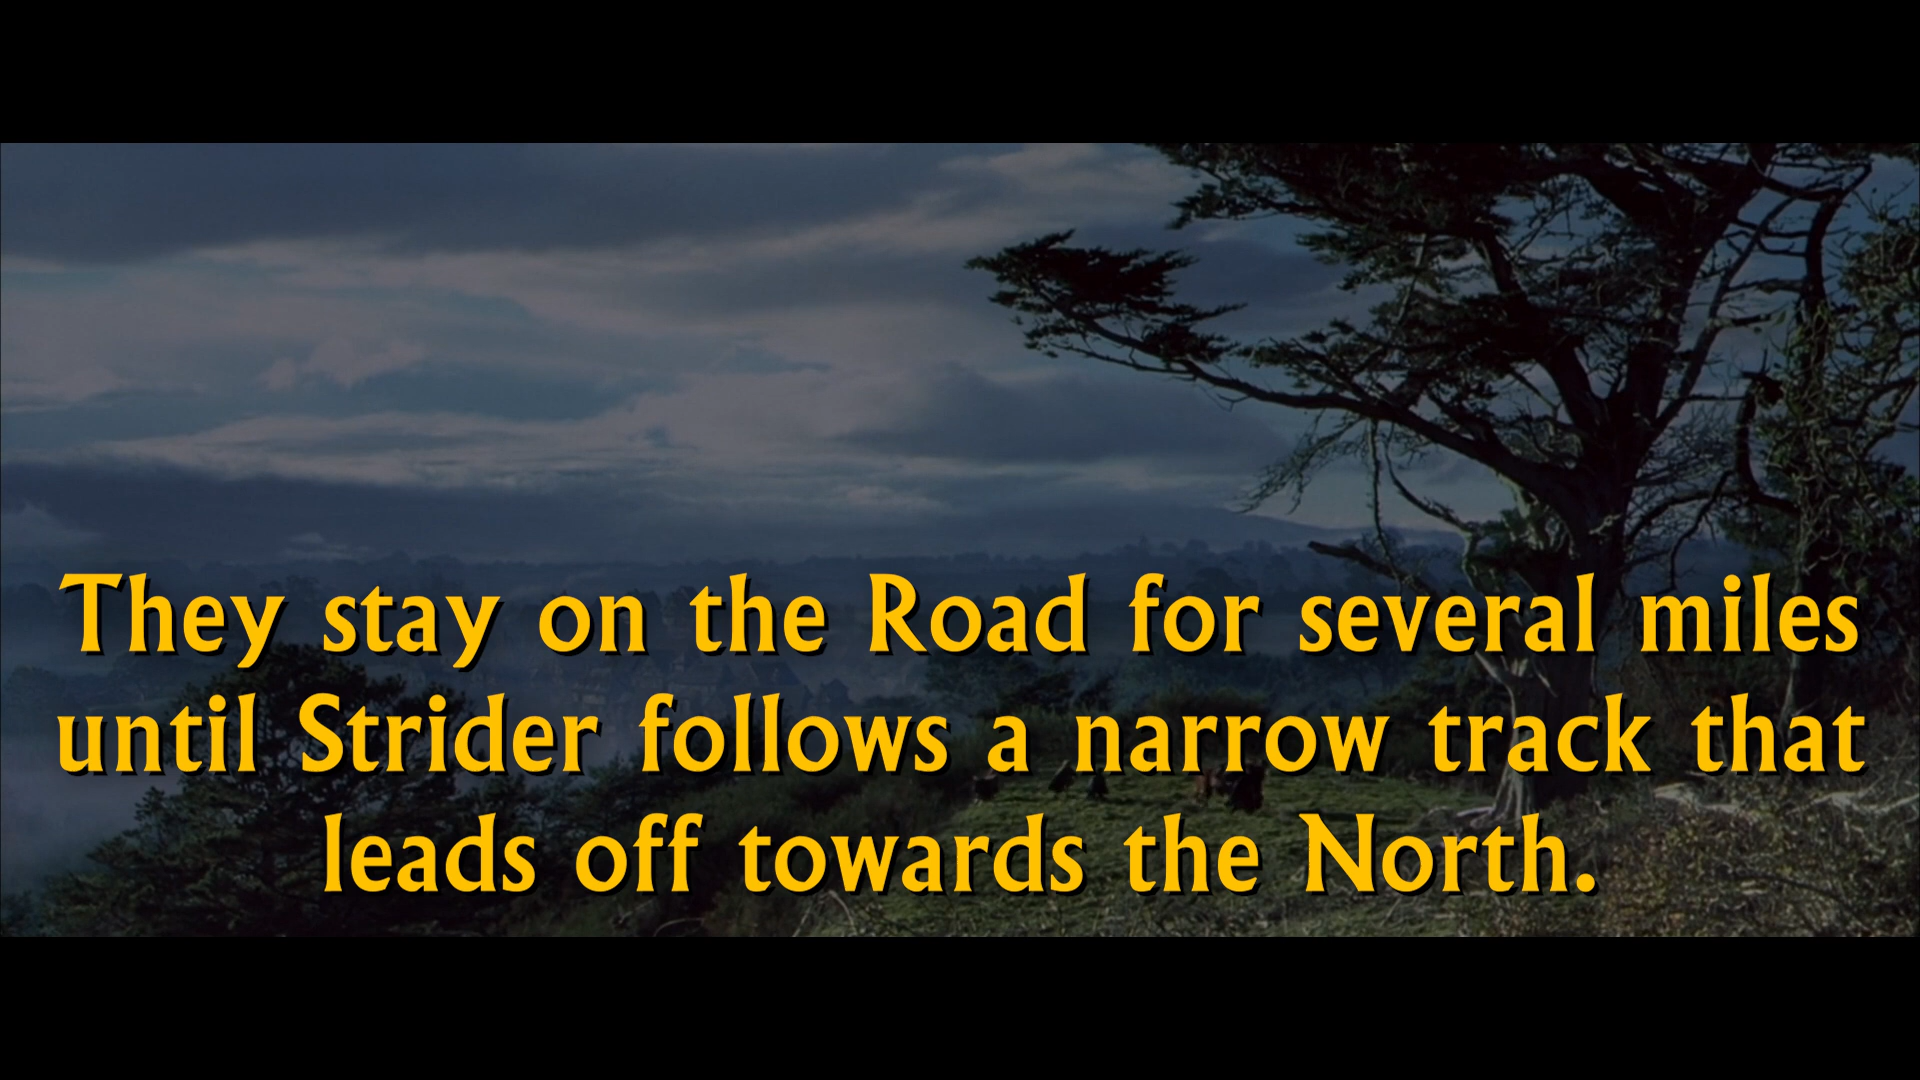 They stay on the Road for several miles
until Strider follows a narrow track that
leads off towards the North.